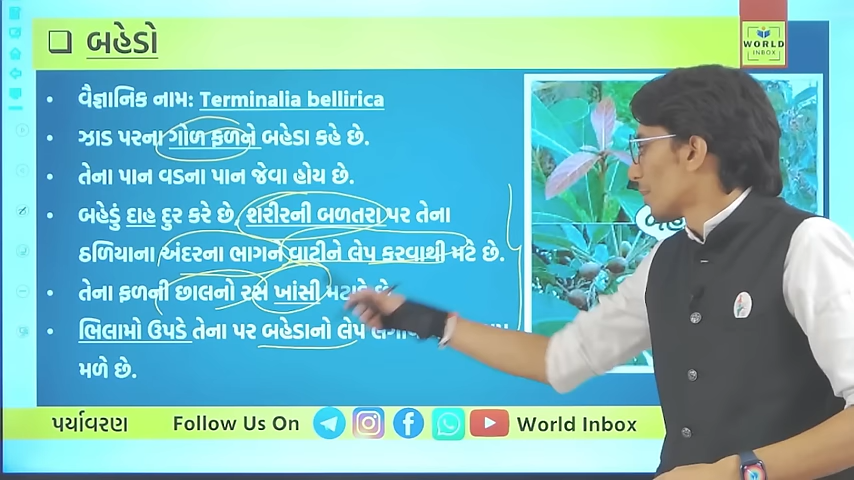 ❑ બહેડો
WORLD
INBOX
• વૈજ્ઞાનિક નામ: Terminalia bellirica
• ઝાડ પરના ગોળ ફળને બહેડા કહે છે.
• તેના પાન વડના પાન જેવા હોય છે.
• બહેડું દાહ દુર કરે છે, શરીરની બળતરા પર તેના
ઠળિયાના અંદરના ભાગને વાટીને લેપ કરવાથી મટે છે.
• તેના ફળની છાલનો રસ ખાંસી મટાડે છે
• ભિલામો ઉપડે તેના પર બહેડાનો લેપ
મળે છે.
પર્યાવરણ Follow Us On World Inbox